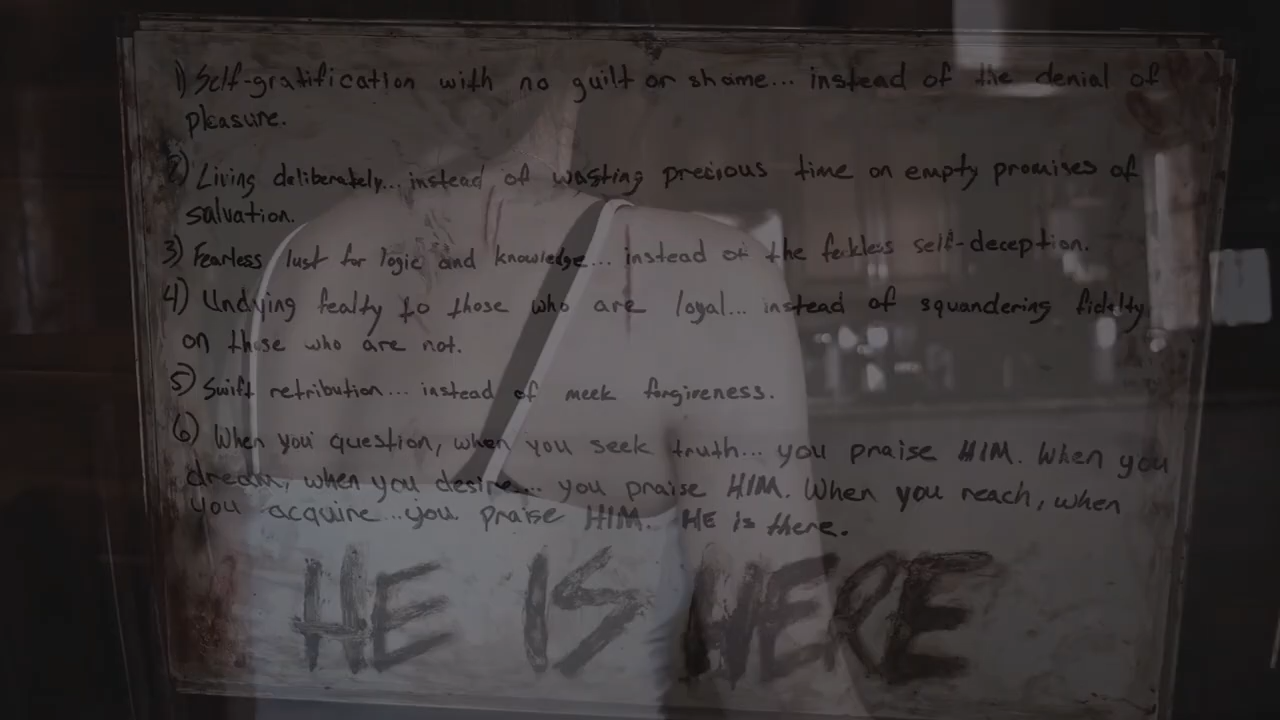 1) Self-gratification with no guilt or shame... instead of the denial of
pleasure.
2) Living deliberately... instead of wasting precious time on empty promises of
salvation.
3) Fearless lust for logic and knowledge... instead of the feckless self-deception.
4) Undying fealty to those who are loyal... instead of squandering fidelty
on those who are not.
5) Swift retribution... instead of meek forgiveness.
6) When you question, when you seek truth... you praise HIM. When you
dream, when you desire... you praise HIM. When you reach, when
you acquire... you praise HIM. HE is there.
HE IS HERE